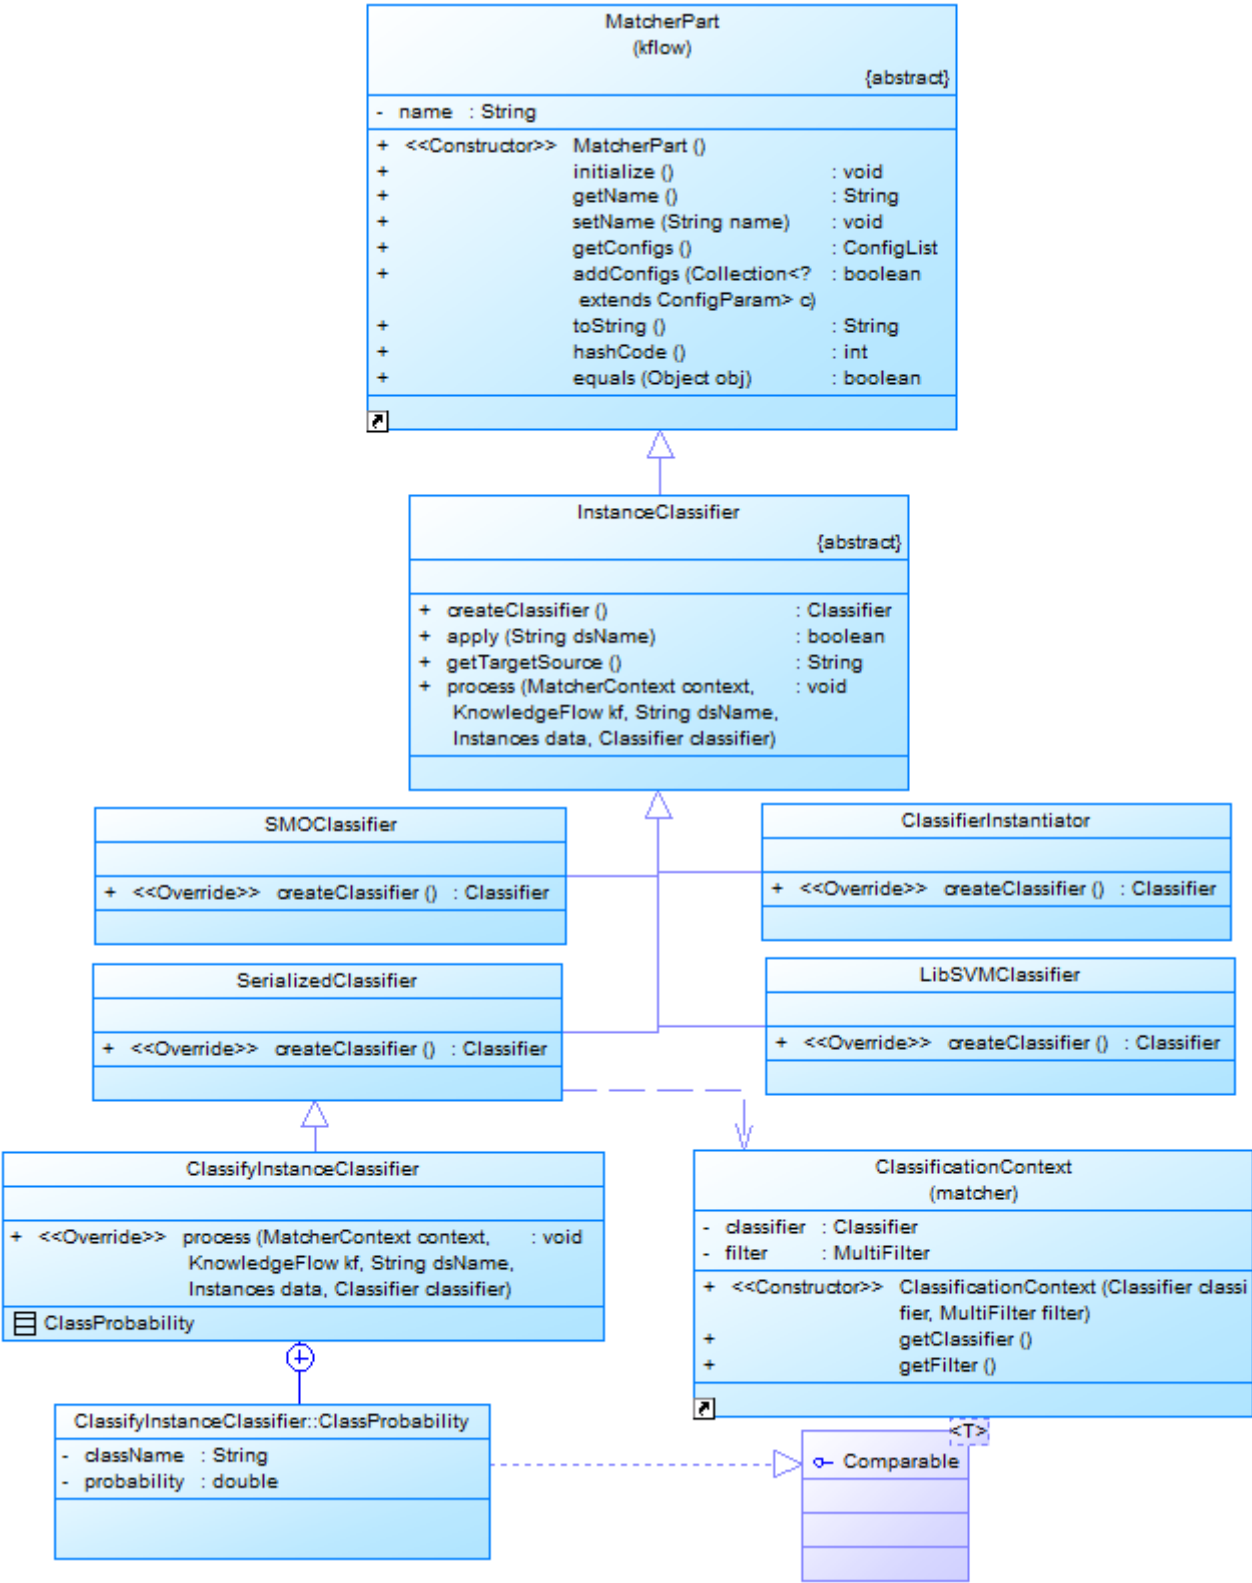 MatcherPart
(kflow)
{abstract}
- name : String
+ <<Constructor>> MatcherPart ()
+ initialize () : void
+ getName () : String
+ setName (String name) : void
+ getConfigs () : ConfigList
+ addConfigs (Collection<? : boolean
extends ConfigParam> c)
+ toString () : String
+ hashCode () : int
+ equals (Object obj) : boolean
InstanceClassifier
{abstract}
+ createClassifier () : Classifier
+ apply (String dsName) : boolean
+ getTargetSource () : String
+ process (MatcherContext context, : void
KnowledgeFlow kf, String dsName,
Instances data, Classifier classifier)
SMOClassifier
+ <<Override>> createClassifier () : Classifier
ClassifierInstantiator
+ <<Override>> createClassifier () : Classifier
SerializedClassifier
+ <<Override>> createClassifier () : Classifier
LibSVMClassifier
+ <<Override>> createClassifier () : Classifier
ClassifyInstanceClassifier
+ <<Override>> process (MatcherContext context, : void
KnowledgeFlow kf, String dsName,
Instances data, Classifier classifier)
ClassProbability
ClassificationContext
(matcher)
- classifier : Classifier
- filter : MultiFilter
+ <<Constructor>> ClassificationContext (Classifier classi
fier, MultiFilter filter)
+ getClassifier ()
+ getFilter ()
ClassifyInstanceClassifier::ClassProbability
- className : String
- probability : double
<T>
Comparable